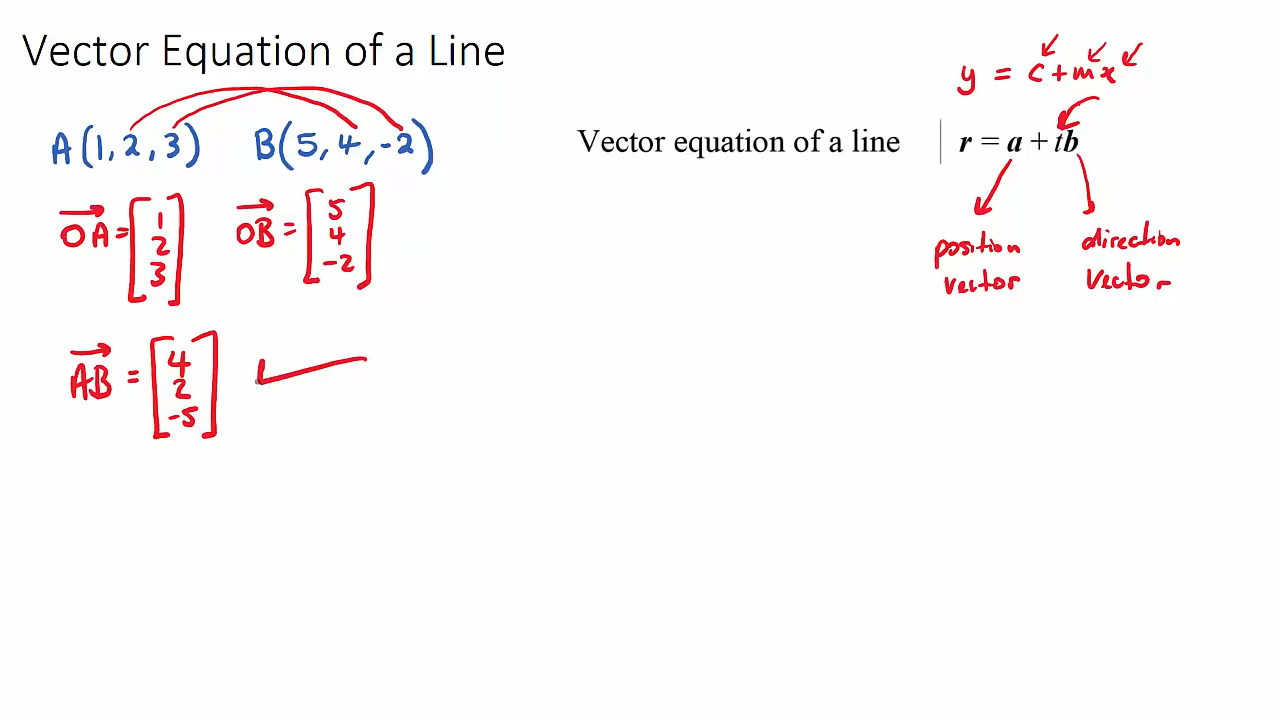 Vector Equation of a Line
A(1,2,3) B(5,4,-2)
OA = [1 2 3] OB = [5 4 -2]
AB = [4 2 -5]
y = c + mx
Vector equation of a line r = a + tb
position vector
direction vector